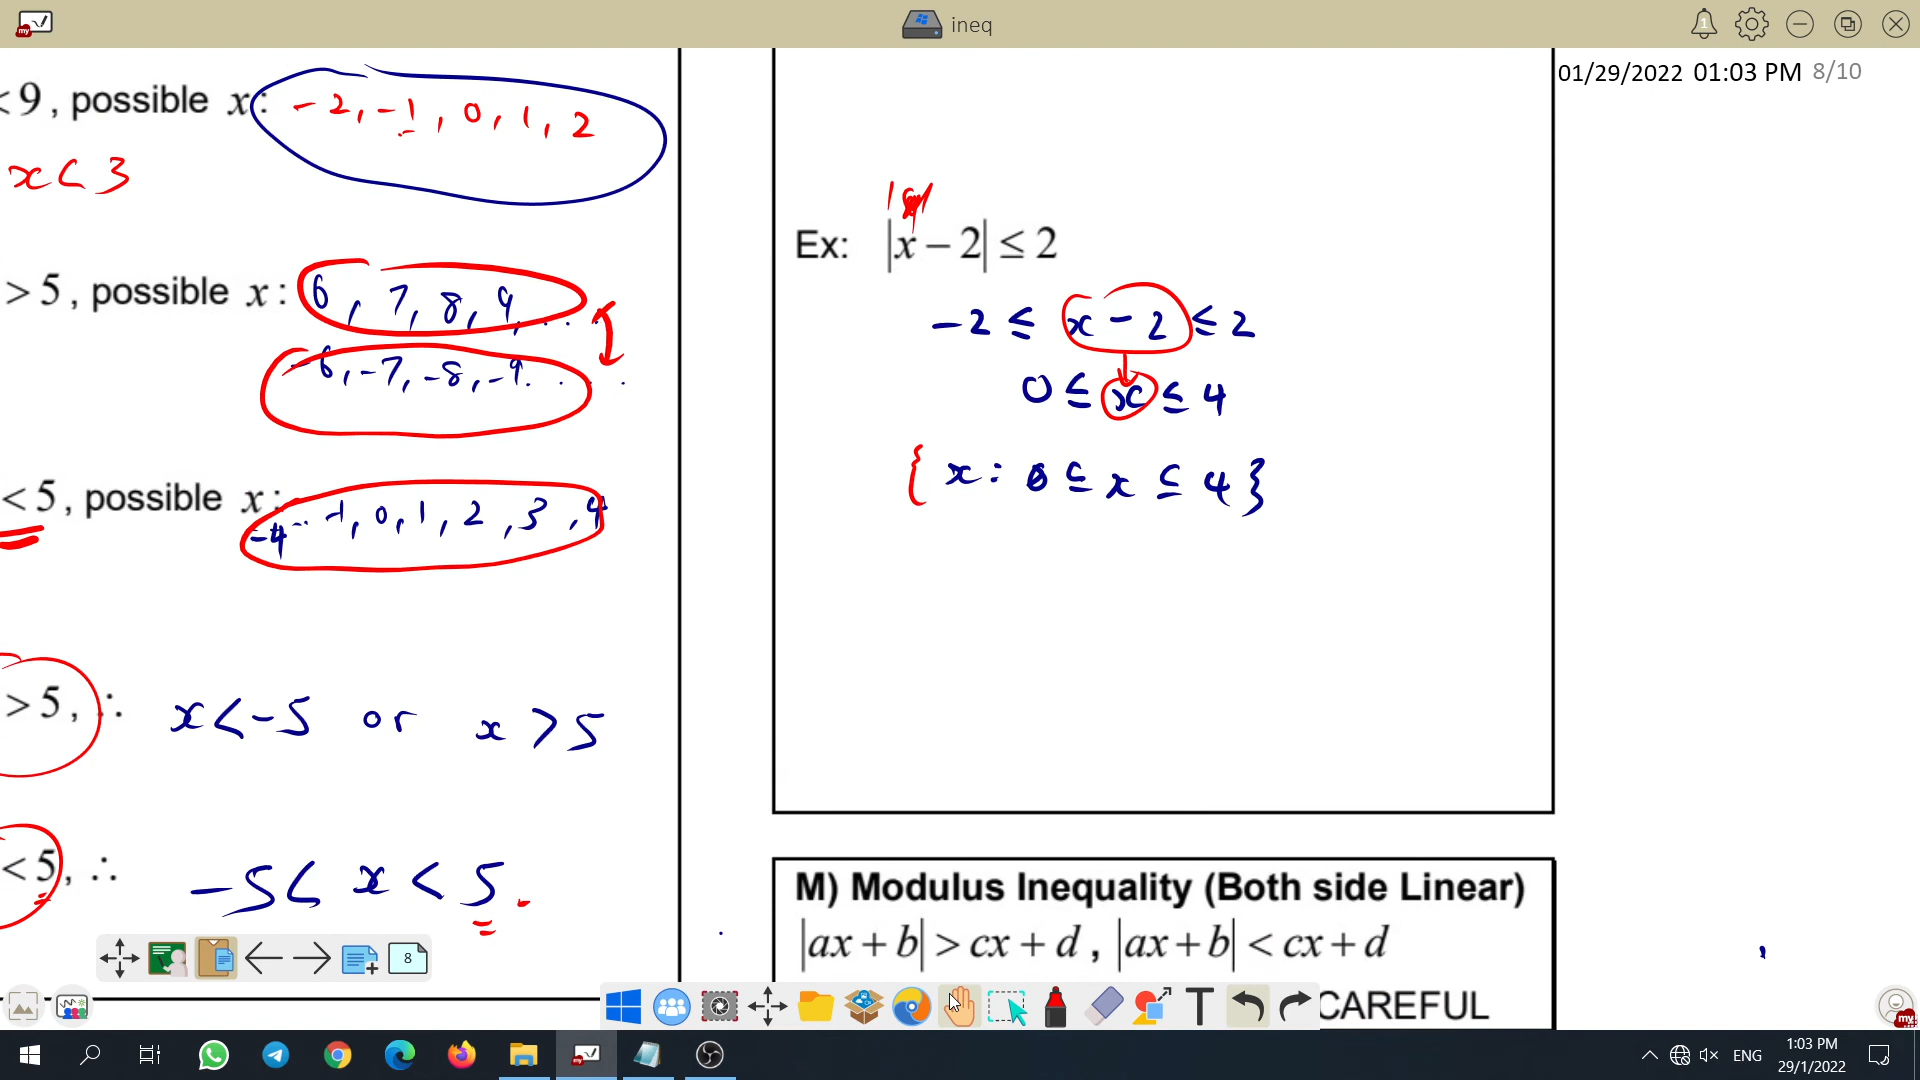 ineq
01/29/2022 01:03 PM 8/10
< 9 , possible x : -2, -1, 0, 1, 2
x < 3
> 5 , possible x : 6, 7, 8, 9, ...
-6, -7, -8, -9. ...
< 5 , possible x : -4 ... -1, 0, 1, 2, 3, 4
> 5 , ∴ x < -5 or x > 5
< 5 , ∴ -5 < x < 5 .
Ex: |x − 2| ≤ 2
-2 ≤ x - 2 ≤ 2
0 ≤ x ≤ 4
{ x : 0 ≤ x ≤ 4 }
M) Modulus Inequality (Both side Linear)
|ax + b| > cx + d , |ax + b| < cx + d
CAREFUL
8
T
ENG
1:03 PM
29/1/2022